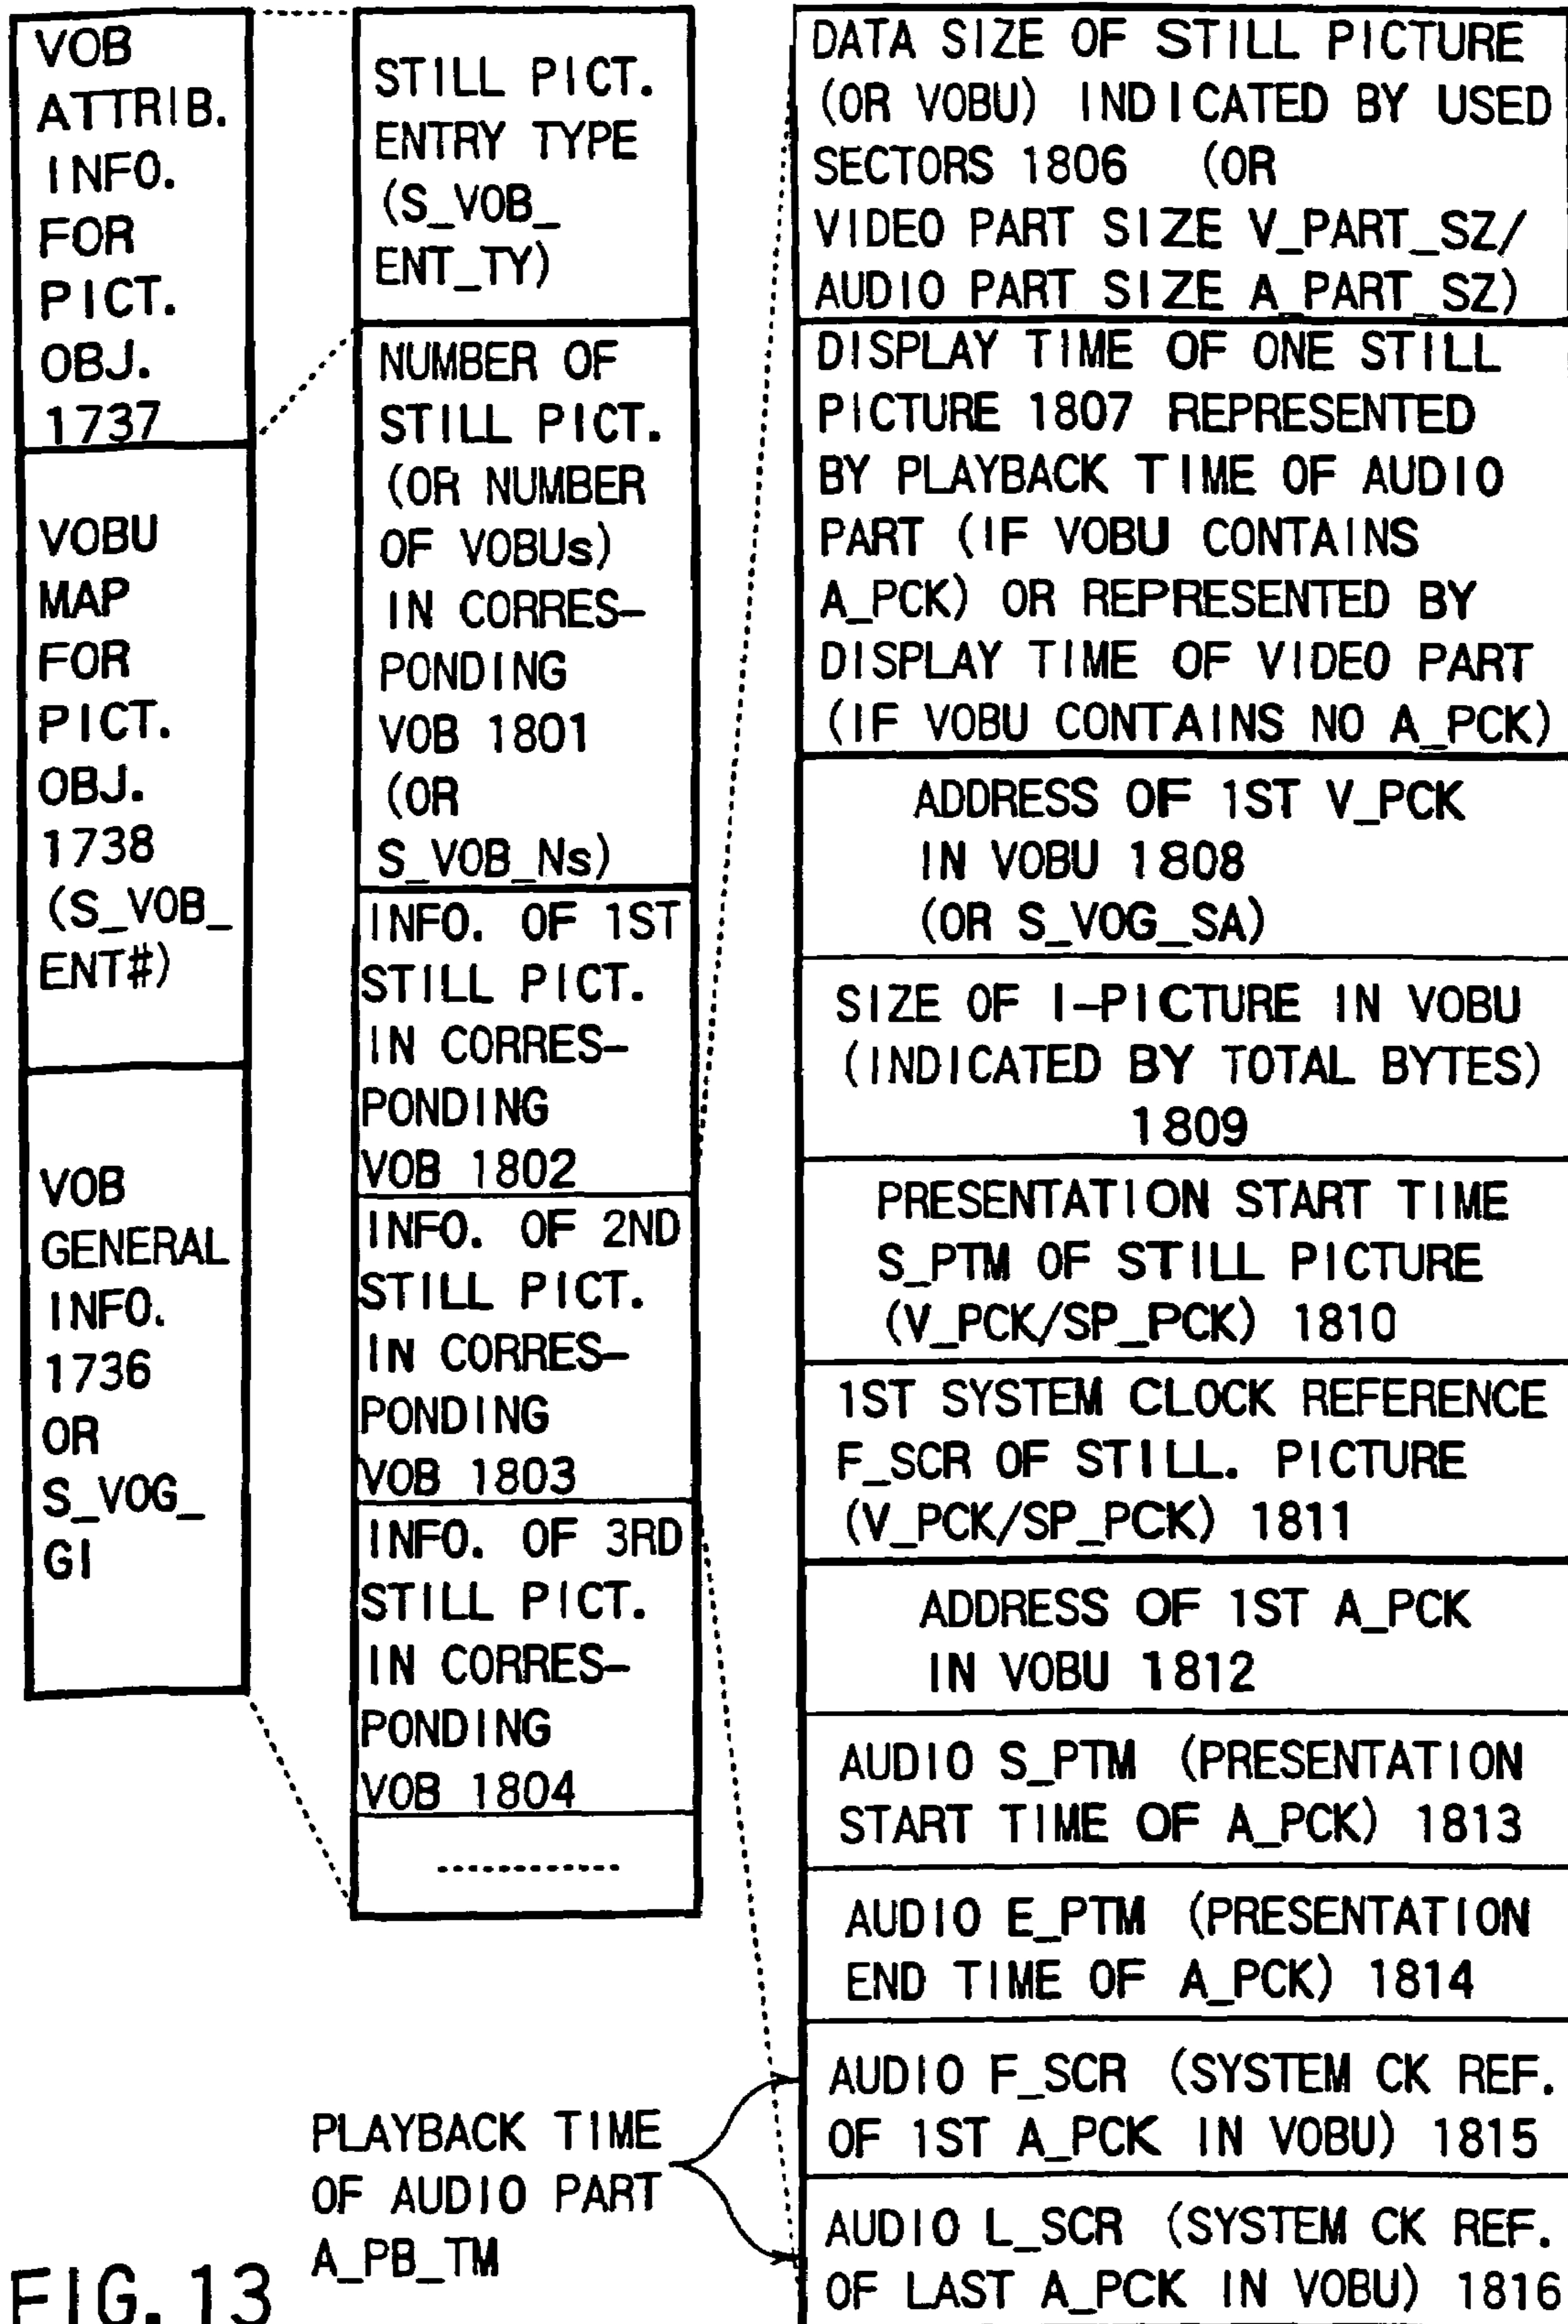 VOB
ATTRIB.
INFO.
FOR
PICT.
OBJ.
1737
VOBU
MAP
FOR
PICT.
OBJ.
1738
(S_VOB_
ENT#)
VOB
GENERAL
INFO.
1736
OR
S_VOG_
GI
STILL PICT.
ENTRY TYPE
(S_VOB_
ENT_TY)
NUMBER OF
STILL PICT.
(OR NUMBER
OF VOBUs)
IN CORRES-
PONDING
VOB 1801
(OR
S_VOB_Ns)
INFO. OF 1ST
STILL PICT.
IN CORRES-
PONDING
VOB 1802
INFO. OF 2ND
STILL PICT.
IN CORRES-
PONDING
VOB 1803
INFO. OF 3RD
STILL PICT.
IN CORRES-
PONDING
VOB 1804
DATA SIZE OF STILL PICTURE
(OR VOBU) INDICATED BY USED
SECTORS 1806 (OR
VIDEO PART SIZE V_PART_SZ/
AUDIO PART SIZE A_PART_SZ)
DISPLAY TIME OF ONE STILL
PICTURE 1807 REPRESENTED
BY PLAYBACK TIME OF AUDIO
PART (IF VOBU CONTAINS
A_PCK) OR REPRESENTED BY
DISPLAY TIME OF VIDEO PART
(IF VOBU CONTAINS NO A_PCK)
ADDRESS OF 1ST V_PCK
IN VOBU 1808
(OR S_VOG_SA)
SIZE OF I-PICTURE IN VOBU
(INDICATED BY TOTAL BYTES)
1809
PRESENTATION START TIME
S_PTM OF STILL PICTURE
(V_PCK/SP_PCK) 1810
1ST SYSTEM CLOCK REFERENCE
F_SCR OF STILL. PICTURE
(V_PCK/SP_PCK) 1811
ADDRESS OF 1ST A_PCK
IN VOBU 1812
AUDIO S_PTM (PRESENTATION
START TIME OF A_PCK) 1813
AUDIO E_PTM (PRESENTATION
END TIME OF A_PCK) 1814
AUDIO F_SCR (SYSTEM CK REF.
OF 1ST A_PCK IN VOBU) 1815
AUDIO L_SCR (SYSTEM CK REF.
OF LAST A_PCK IN VOBU) 1816
PLAYBACK TIME
OF AUDIO PART
A_PB_TM
FIG. 13